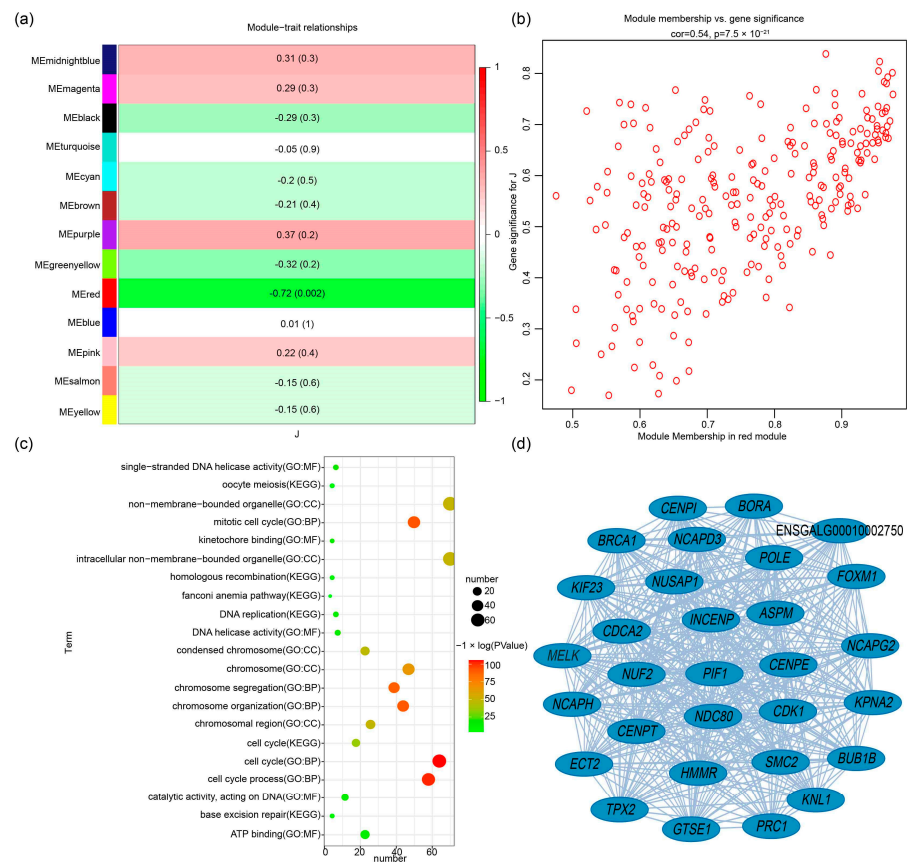 (a)
Module-trait relationships
MEmidnightblue 0.31 (0.3)
MEmagenta 0.29 (0.3)
MEblack -0.29 (0.3)
MEturquoise -0.05 (0.9)
MEcyan -0.2 (0.5)
MEbrown -0.21 (0.4)
MEpurple 0.37 (0.2)
MEgreenyellow -0.32 (0.2)
MEred -0.72 (0.002)
MEblue 0.01 (1)
MEpink 0.22 (0.4)
MEsalmon -0.15 (0.6)
MEyellow -0.15 (0.6)
J
1
0.5
0
−0.5
−1
(b)
Module membership vs. gene significance
cor=0.54, p=7.5 × 10⁻²¹
Gene significance for J
0.8
0.7
0.6
0.5
0.4
0.3
0.2
0.5 0.6 0.7 0.8 0.9
Module Membership in red module
(c)
Term
single−stranded DNA helicase activity(GO:MF)
oocyte meiosis(KEGG)
non−membrane−bounded organelle(GO:CC)
mitotic cell cycle(GO:BP)
kinetochore binding(GO:MF)
intracellular non−membrane−bounded organelle(GO:CC)
homologous recombination(KEGG)
fanconi anemia pathway(KEGG)
DNA replication(KEGG)
DNA helicase activity(GO:MF)
condensed chromosome(GO:CC)
chromosome(GO:CC)
chromosome segregation(GO:BP)
chromosome organization(GO:BP)
chromosomal region(GO:CC)
cell cycle(KEGG)
cell cycle(GO:BP)
cell cycle process(GO:BP)
catalytic activity, acting on DNA(GO:MF)
base excision repair(KEGG)
ATP binding(GO:MF)
0 20 40 60
number
number
20
40
60
−1 × log(PValue)
100
75
50
25
(d)
CENPI
BORA
ENSGALG00010002750
BRCA1
NCAPD3
POLE
FOXM1
KIF23
NUSAP1
INCENP
ASPM
CDCA2
NCAPG2
MELK
NUF2
PIF1
CENPE
NCAPH
NDC80
CDK1
KPNA2
CENPT
ECT2
HMMR
SMC2
BUB1B
KNL1
TPX2
GTSE1
PRC1